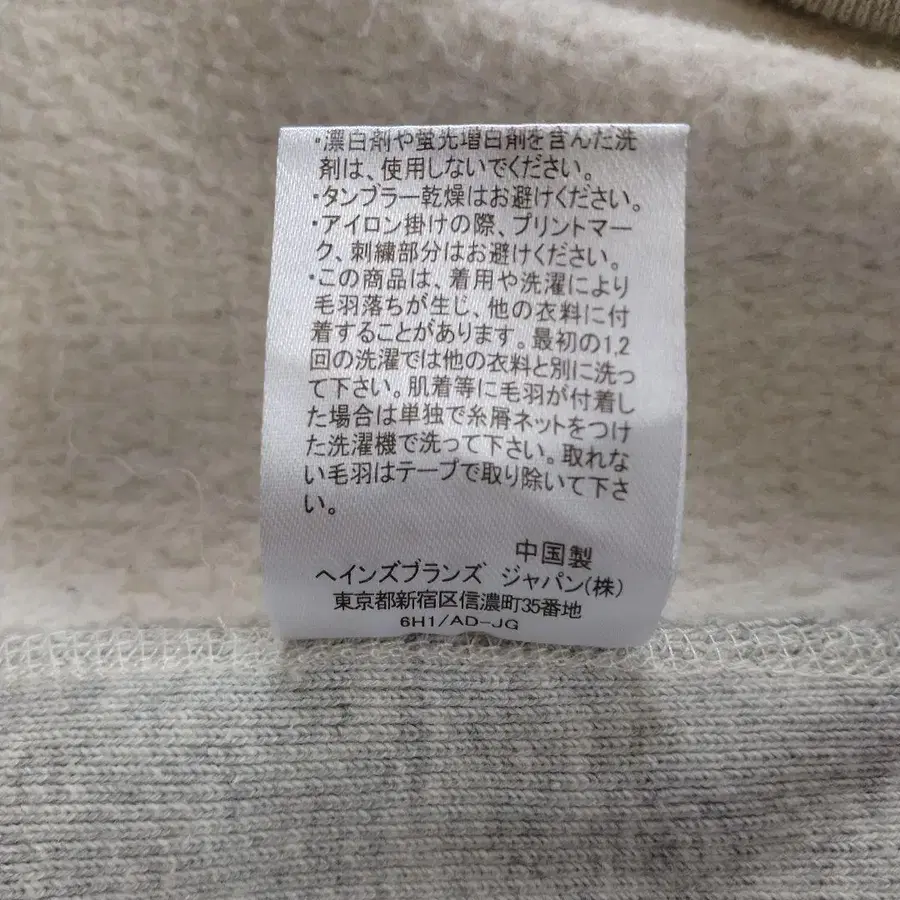 ・漂白剤や蛍光増白剤を含んだ洗
剤は、使用しないでください。
・タンブラー乾燥はお避けください。
・アイロン掛けの際、プリントマー
ク、刺繍部分はお避けください。
・この商品は、着用や洗濯により
毛羽落ちが生じ、他の衣料に付
着することがあります。最初の1,2
回の洗濯では他の衣料と別に洗っ
て下さい。肌着等に毛羽が付着し
た場合は単独で糸屑ネットをつけ
た洗濯機で洗って下さい。取れな
い毛羽はテープで取り除いて下さ
い。
中国製
ヘインズブランズ ジャパン(株)
東京都新宿区信濃町35番地
6H1/AD-JG